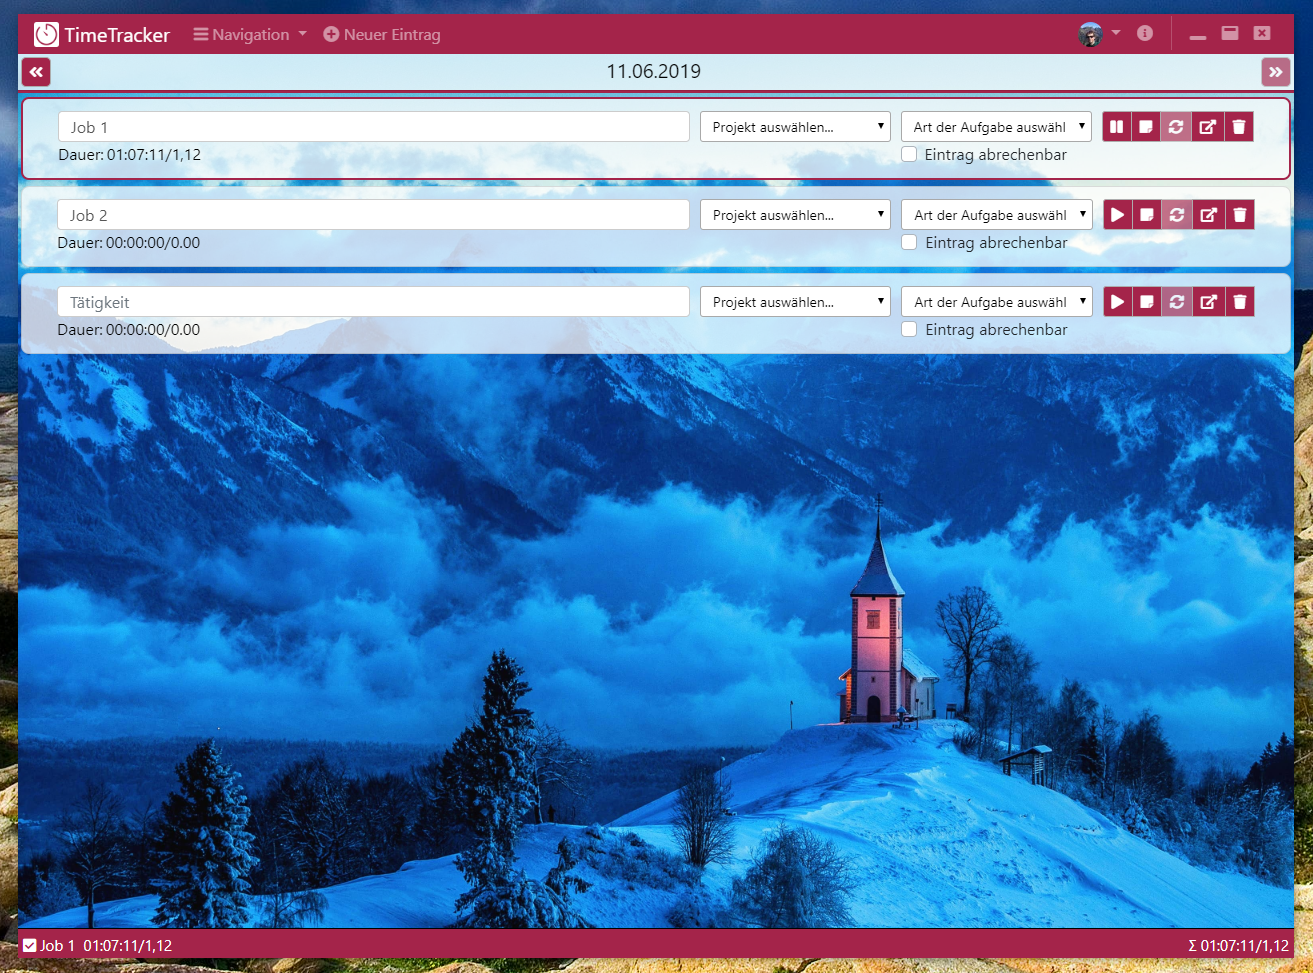 TimeTracker Navigation Neuer Eintrag
11.06.2019
Job 1 Projekt auswählen... Art der Aufgabe auswähl
Dauer: 01:07:11/1,12 Eintrag abrechenbar
Job 2 Projekt auswählen... Art der Aufgabe auswähl
Dauer: 00:00:00/0.00 Eintrag abrechenbar
Tätigkeit Projekt auswählen... Art der Aufgabe auswähl
Dauer: 00:00:00/0.00 Eintrag abrechenbar
Job 1 01:07:11/1,12 Σ 01:07:11/1,12